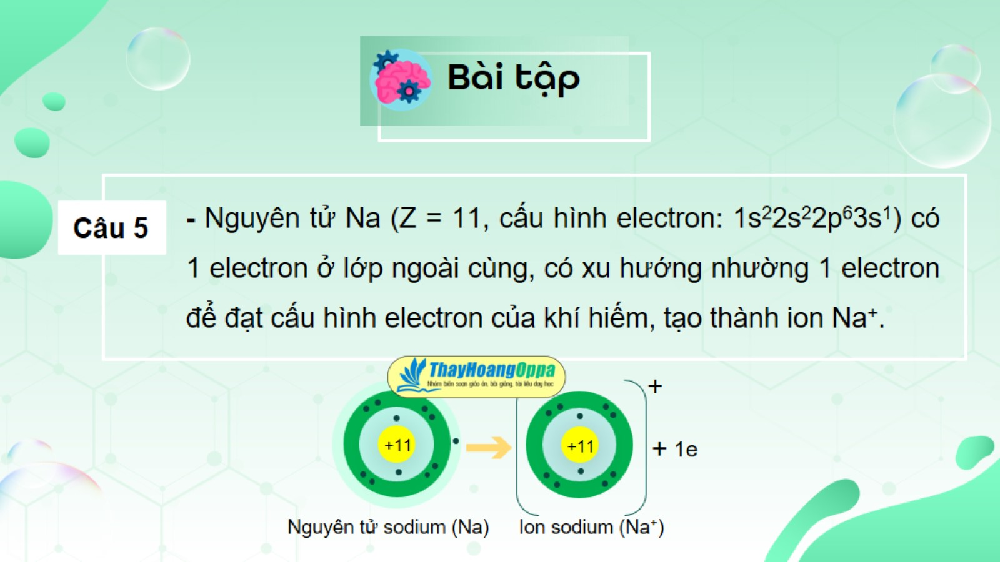 Bài tập
Câu 5
- Nguyên tử Na (Z = 11, cấu hình electron: 1s²2s²2p⁶3s¹) có
1 electron ở lớp ngoài cùng, có xu hướng nhường 1 electron
để đạt cấu hình electron của khí hiếm, tạo thành ion Na⁺.
ThayHoangOppa
Nhóm biên soạn giáo án, bài giảng, tài liệu dạy học
+
+11
+11
+ 1e
Nguyên tử sodium (Na)
Ion sodium (Na⁺)